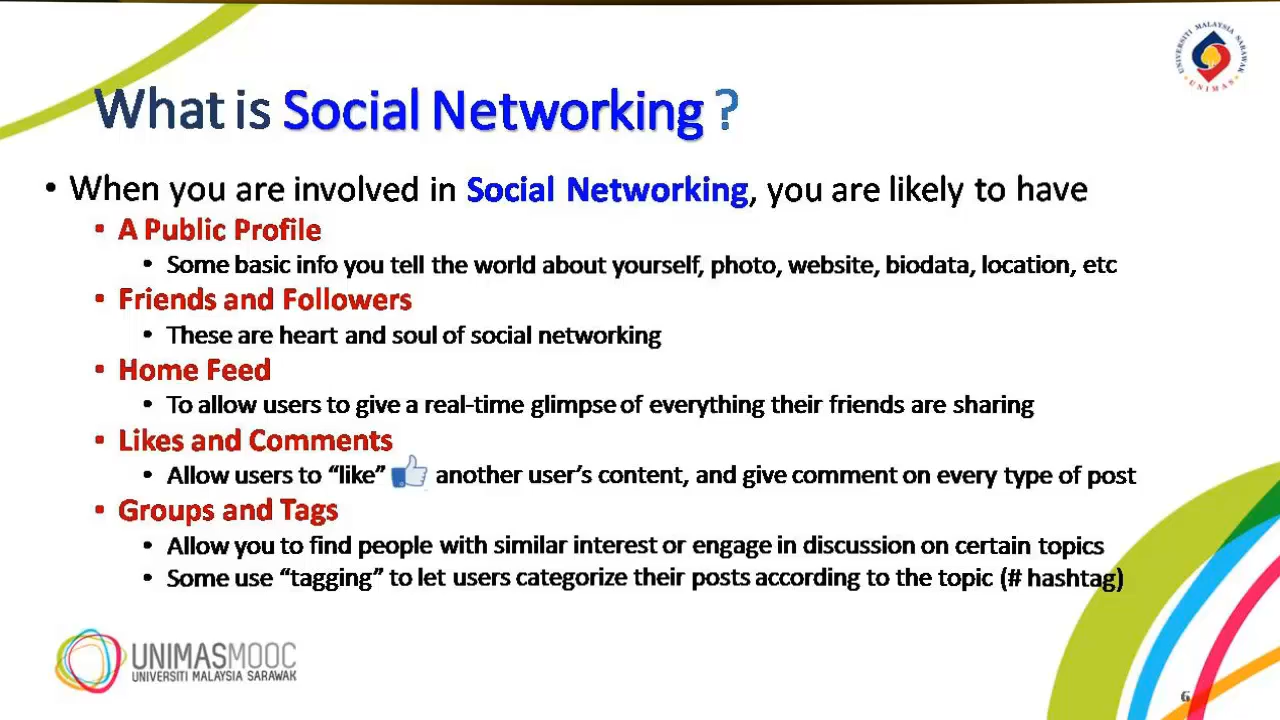 UNIVERSITI MALAYSIA SARAWAK
UNIMAS
What is Social Networking ?
• When you are involved in Social Networking, you are likely to have
• A Public Profile
• Some basic info you tell the world about yourself, photo, website, biodata, location, etc
• Friends and Followers
• These are heart and soul of social networking
• Home Feed
• To allow users to give a real-time glimpse of everything their friends are sharing
• Likes and Comments
• Allow users to “like” another user’s content, and give comment on every type of post
• Groups and Tags
• Allow you to find people with similar interest or engage in discussion on certain topics
• Some use “tagging” to let users categorize their posts according to the topic (# hashtag)
UNIMASMOOC
UNIVERSITI MALAYSIA SARAWAK
6